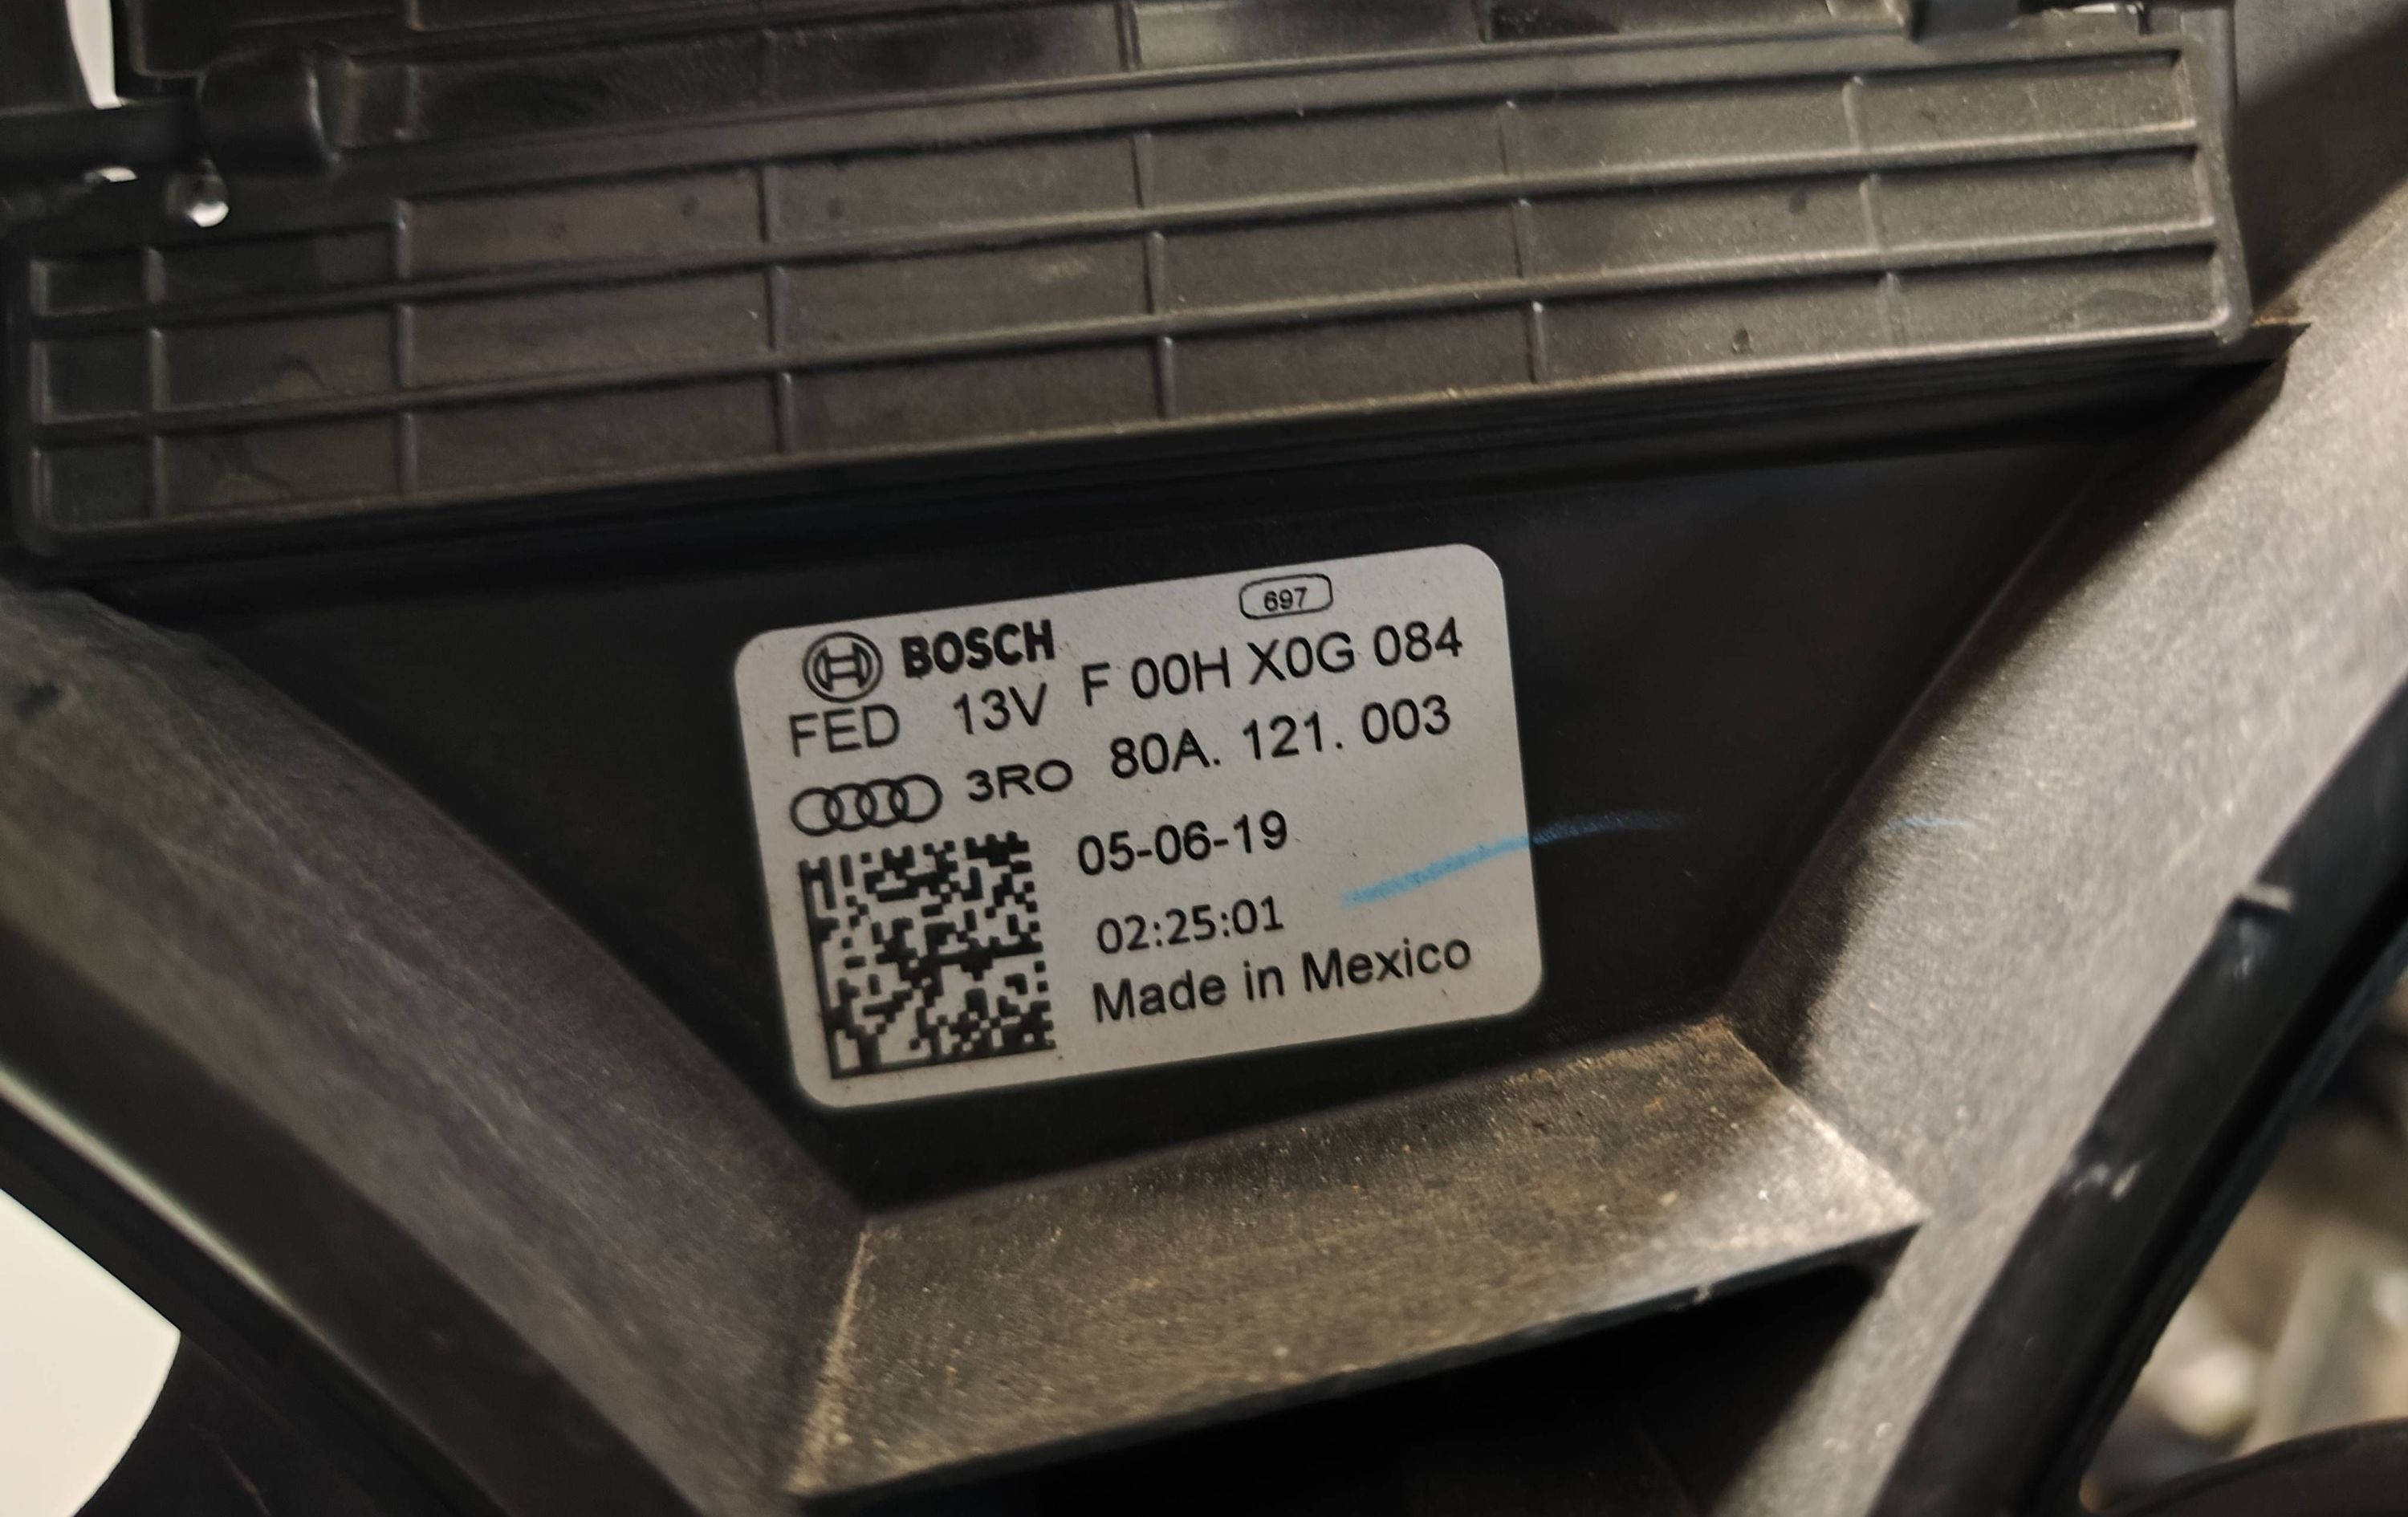 697
BOSCH
FED 13V F 00H X0G 084
3RO 80A. 121. 003
05-06-19
02:25:01
Made in Mexico